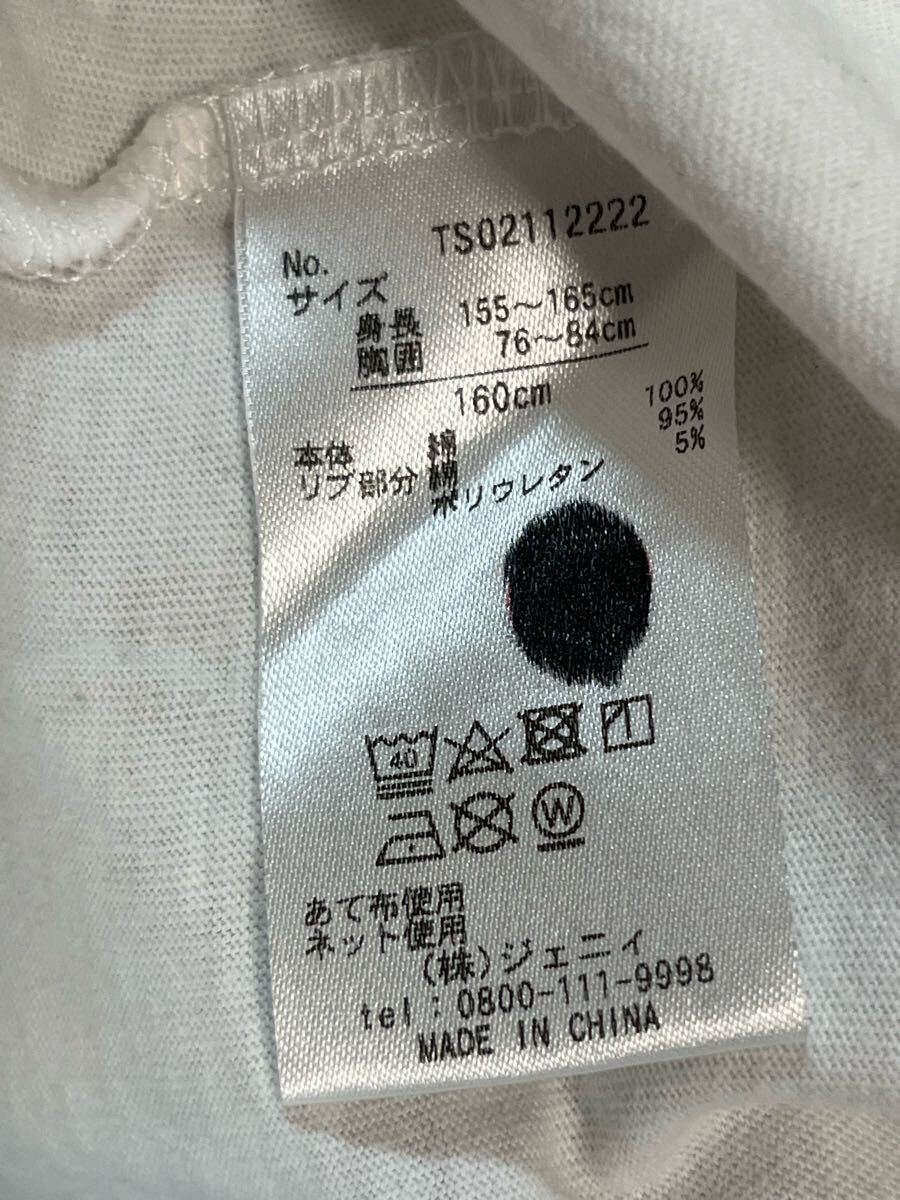 No. TS02112222
サイズ
身長 155～165cm
胸囲 76～84cm
160cm
本体 綿 100%
リブ部分 綿 95%
ポリウレタン 5%
40
W
あて布使用
ネット使用
(株)ジェニィ
tel:0800-111-9998
MADE IN CHINA